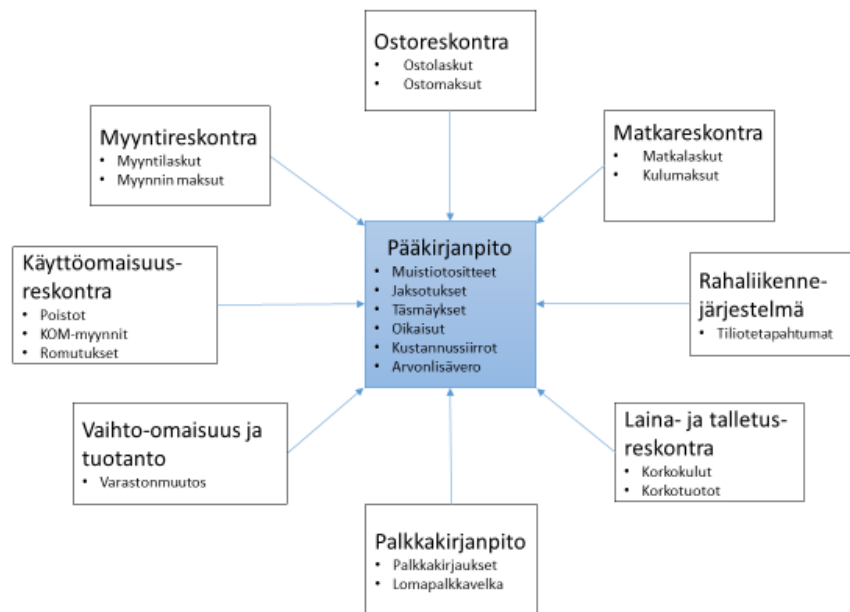 Ostoreskontra
• Ostolaskut
• Ostomaksut
Myyntireskontra
• Myyntilaskut
• Myynnin maksut
Matkareskontra
• Matkalaskut
• Kulumaksut
Käyttöomaisuus-
reskontra
• Poistot
• KOM-myynnit
• Romutukset
Pääkirjanpito
• Muistiotositteet
• Jaksotukset
• Täsmäykset
• Oikaisut
• Kustannussiirrot
• Arvonlisävero
Rahaliikenne-
järjestelmä
• Tiliotetapahtumat
Vaihto-omaisuus ja
tuotanto
• Varastonmuutos
Laina- ja talletus-
reskontra
• Korkokulut
• Korkotuotot
Palkkakirjanpito
• Palkkakirjaukset
• Lomapalkkavelka